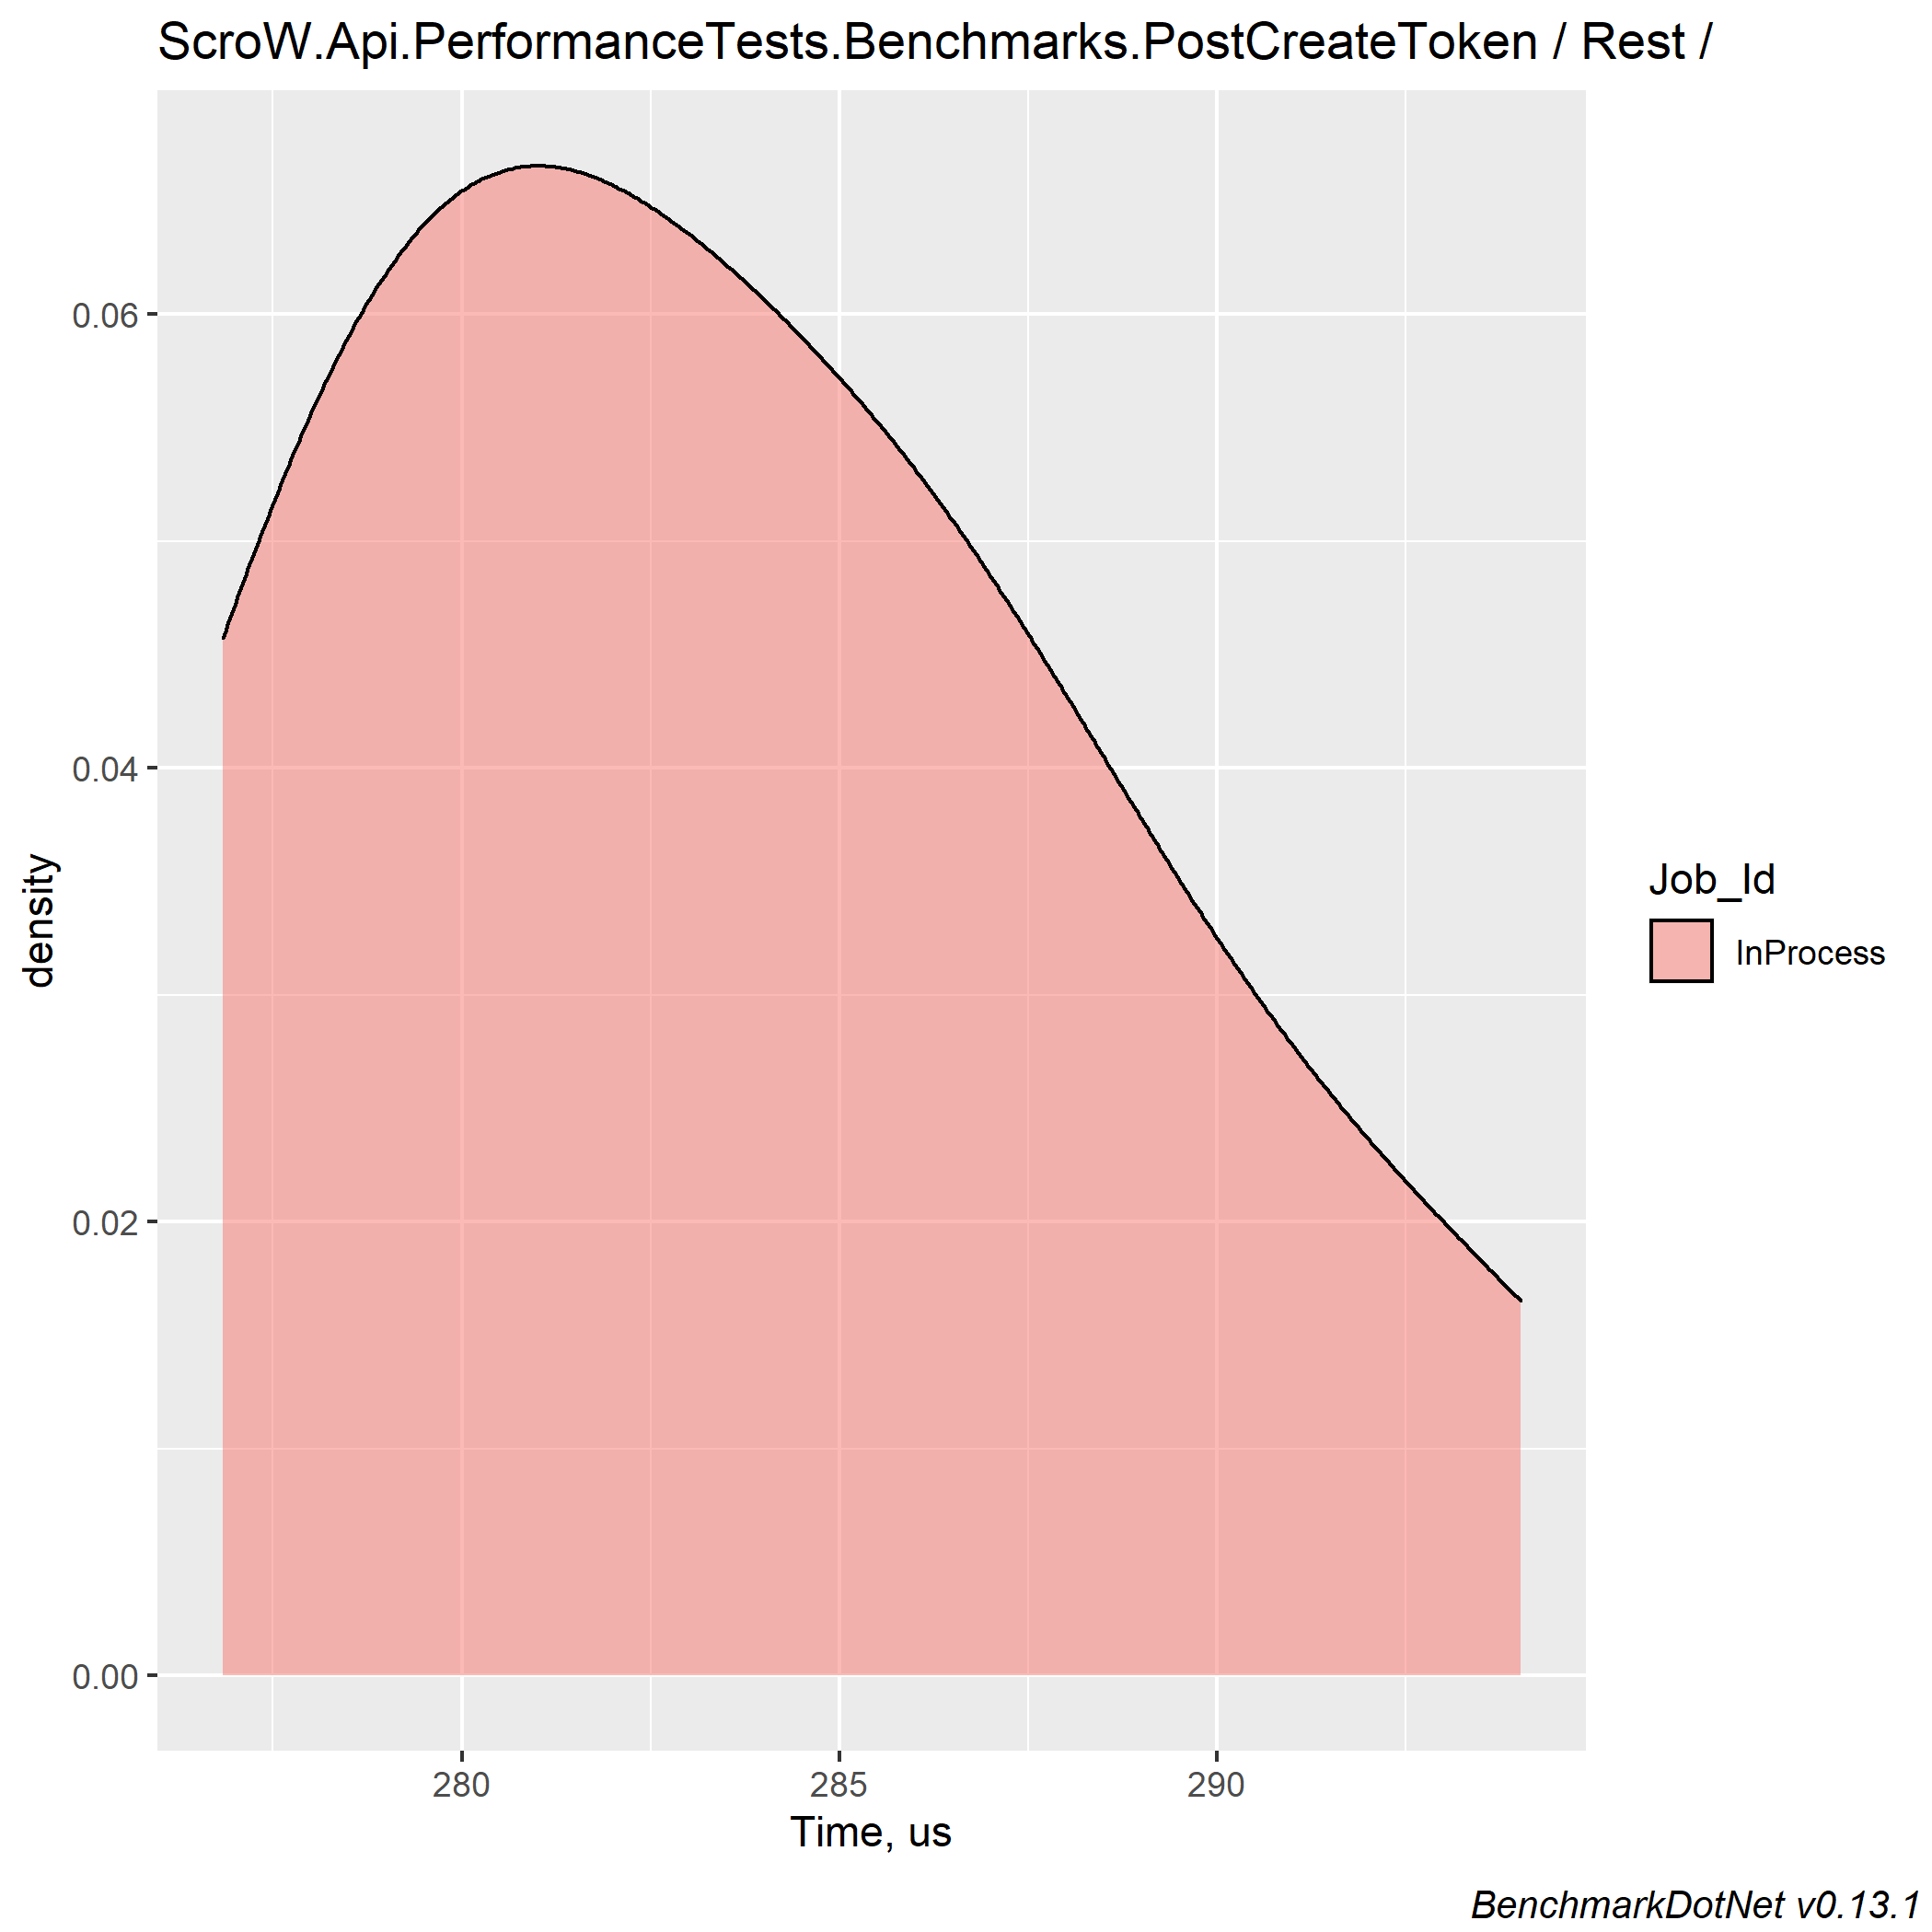 ScroW.Api.PerformanceTests.Benchmarks.PostCreateToken / Rest /
0.06
0.04
0.02
0.00
density
280 285 290
Time, us
Job_Id
InProcess
BenchmarkDotNet v0.13.1